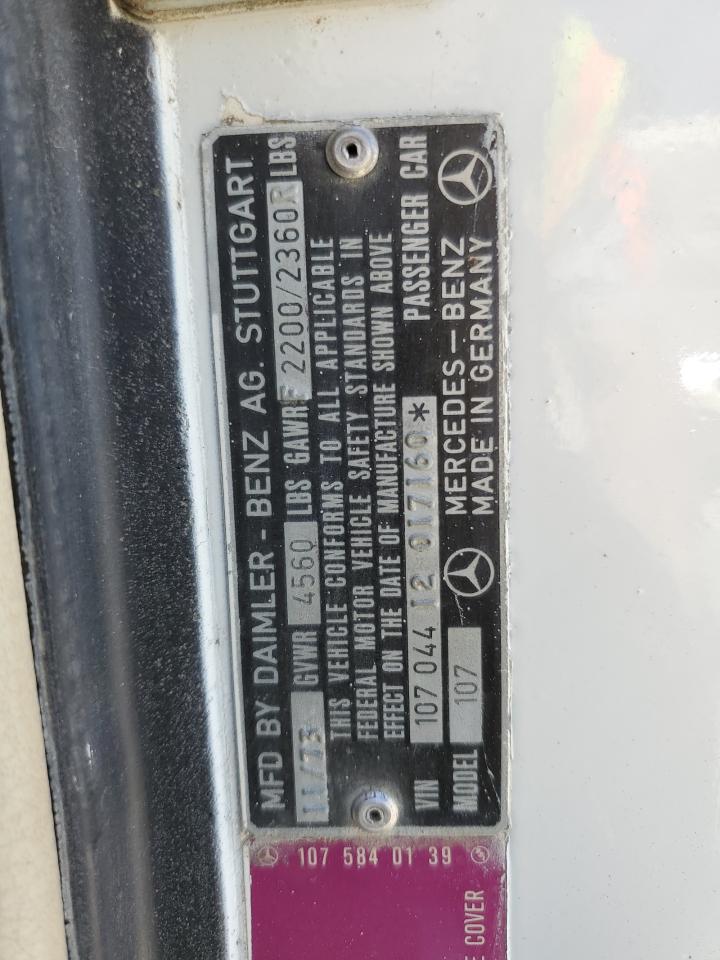 MFD BY DAIMLER - BENZ AG. STUTTGART
11/73 GVWR 4560 LBS GAWR F 2200/2360R LBS
THIS VEHICLE CONFORMS TO ALL APPLICABLE
FEDERAL MOTOR VEHICLE SAFETY STANDARDS IN
EFFECT ON THE DATE OF MANUFACTURE SHOWN ABOVE
VIN 107 044 12 017160* PASSENGER CAR
MODEL 107 MERCEDES-BENZ
MADE IN GERMANY
107 584 01 39
COVER